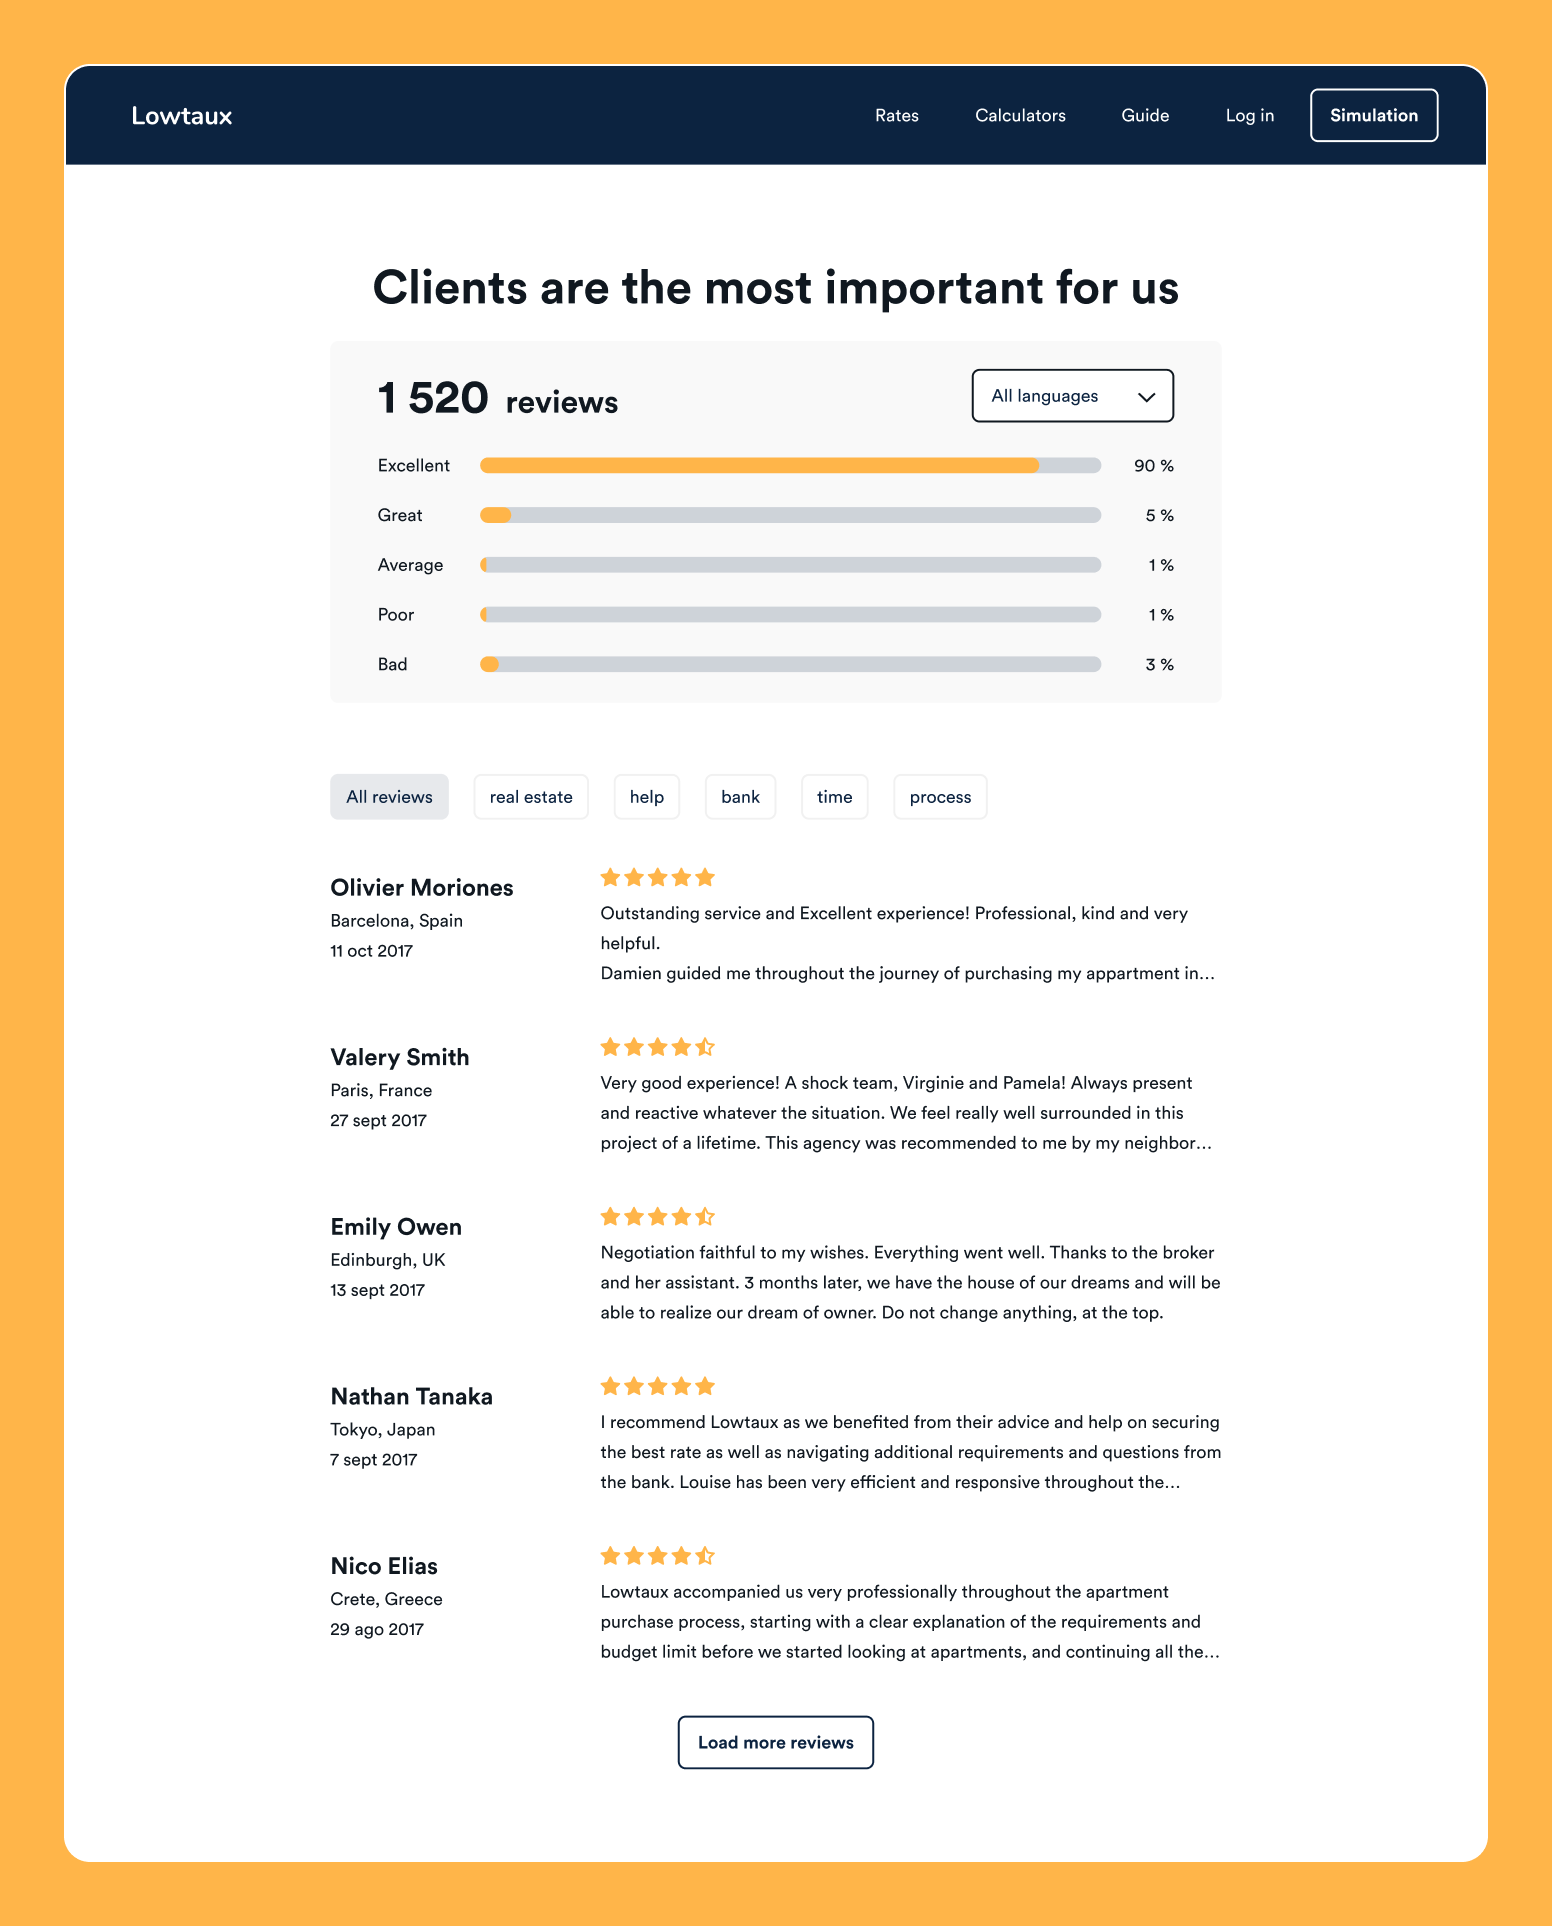 Lowtaux
Rates
Calculators
Guide
Log in
Simulation
Clients are the most important for us
1 520 reviews
All languages
Excellent
90 %
Great
5 %
Average
1 %
Poor
1 %
Bad
3 %
All reviews
real estate
help
bank
time
process
Olivier Moriones
Barcelona, Spain
11 oct 2017
Outstanding service and Excellent experience! Professional, kind and very
helpful.
Damien guided me throughout the journey of purchasing my appartment in...
Valery Smith
Paris, France
27 sept 2017
Very good experience! A shock team, Virginie and Pamela! Always present
and reactive whatever the situation. We feel really well surrounded in this
project of a lifetime. This agency was recommended to me by my neighbor...
Emily Owen
Edinburgh, UK
13 sept 2017
Negotiation faithful to my wishes. Everything went well. Thanks to the broker
and her assistant. 3 months later, we have the house of our dreams and will be
able to realize our dream of owner. Do not change anything, at the top.
Nathan Tanaka
Tokyo, Japan
7 sept 2017
I recommend Lowtaux as we benefited from their advice and help on securing
the best rate as well as navigating additional requirements and questions from
the bank. Louise has been very efficient and responsive throughout the...
Nico Elias
Crete, Greece
29 ago 2017
Lowtaux accompanied us very professionally throughout the apartment
purchase process, starting with a clear explanation of the requirements and
budget limit before we started looking at apartments, and continuing all the...
Load more reviews